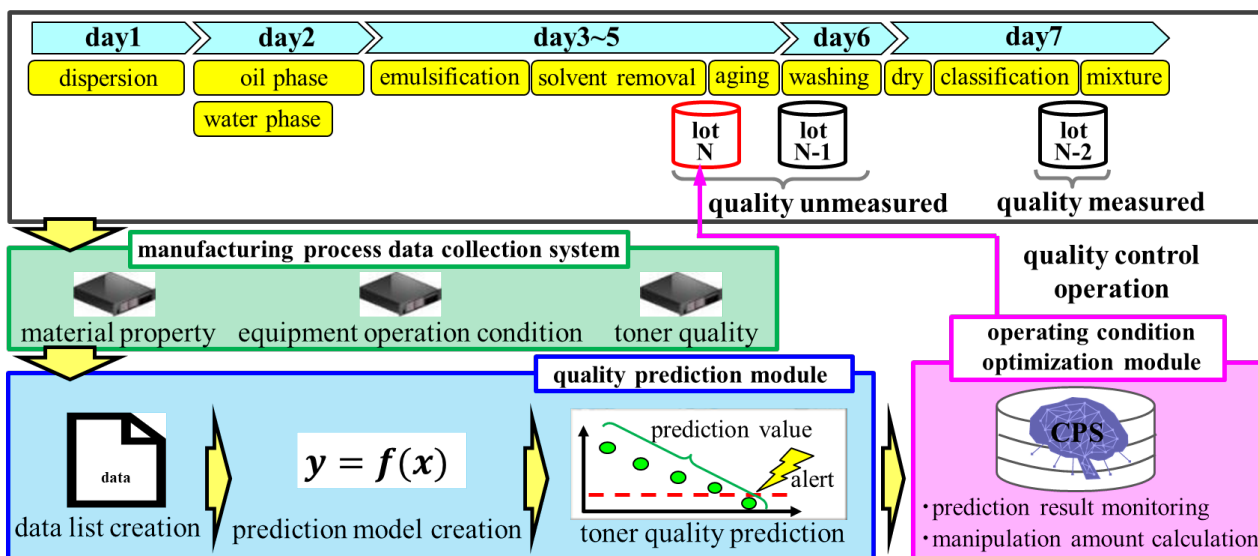 day1
day2
day3~5
day6
day7
dispersion
oil phase
emulsification
solvent removal
aging
washing
dry
classification
mixture
water phase
lot
N
lot
N-1
lot
N-2
quality unmeasured
quality measured
manufacturing process data collection system
material property
equipment operation condition
toner quality
quality control
operation
operating condition
optimization module
quality prediction module
data
data list creation
y = f(x)
prediction model creation
prediction value
alert
toner quality prediction
CPS
・prediction result monitoring
・manipulation amount calculation